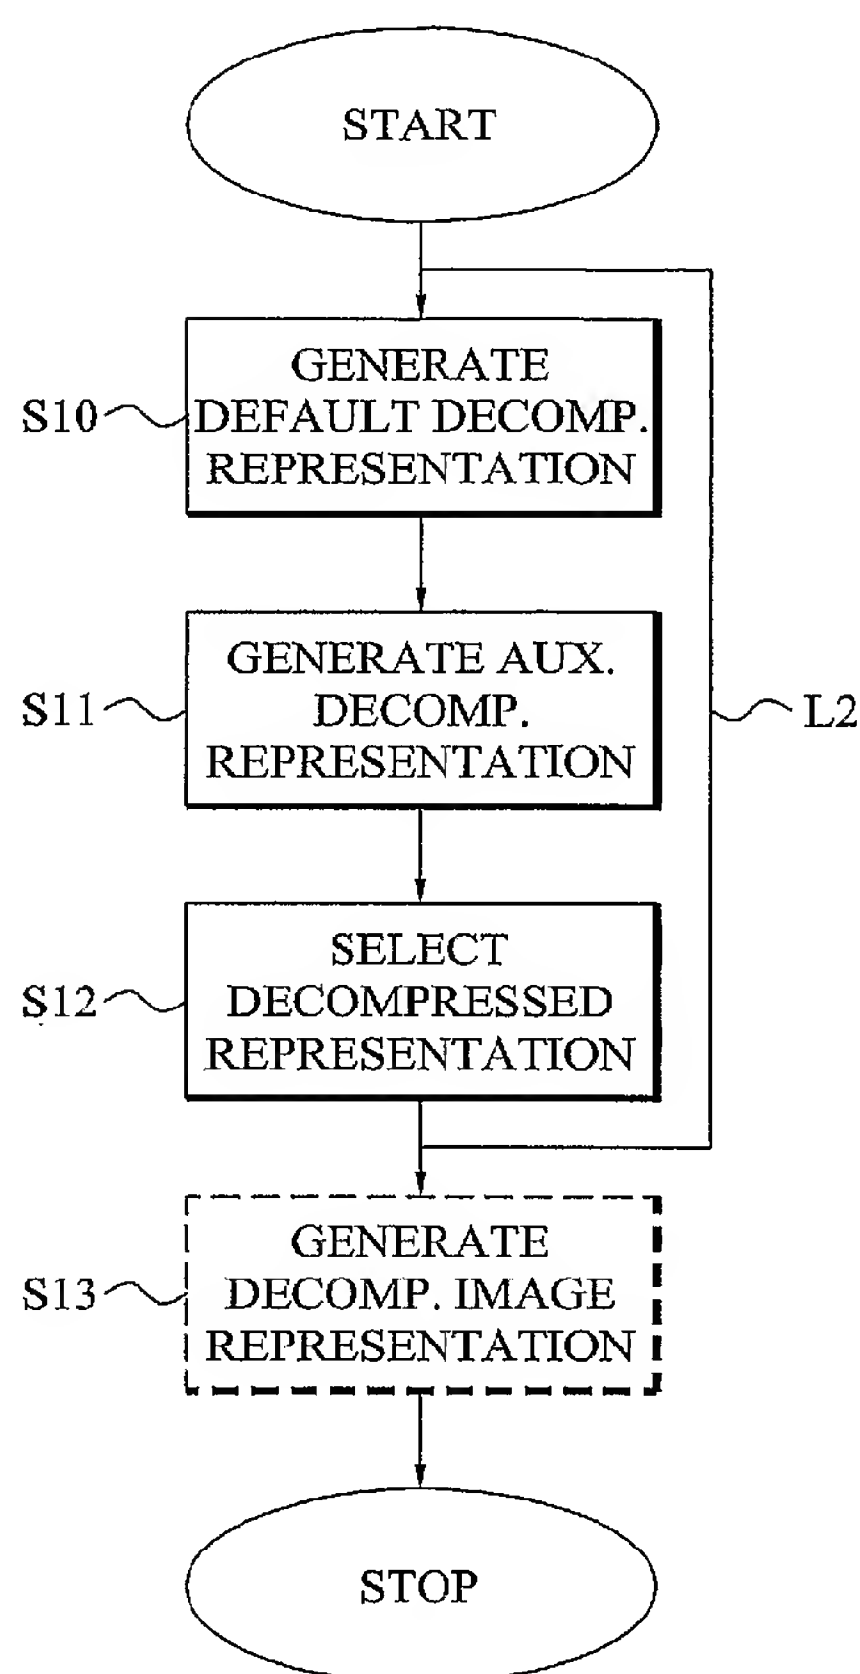 START
GENERATE
S10 DEFAULT DECOMP.
REPRESENTATION
GENERATE AUX.
S11 DECOMP. L2
REPRESENTATION
SELECT
S12 DECOMPRESSED
REPRESENTATION
GENERATE
S13 DECOMP. IMAGE
REPRESENTATION
STOP